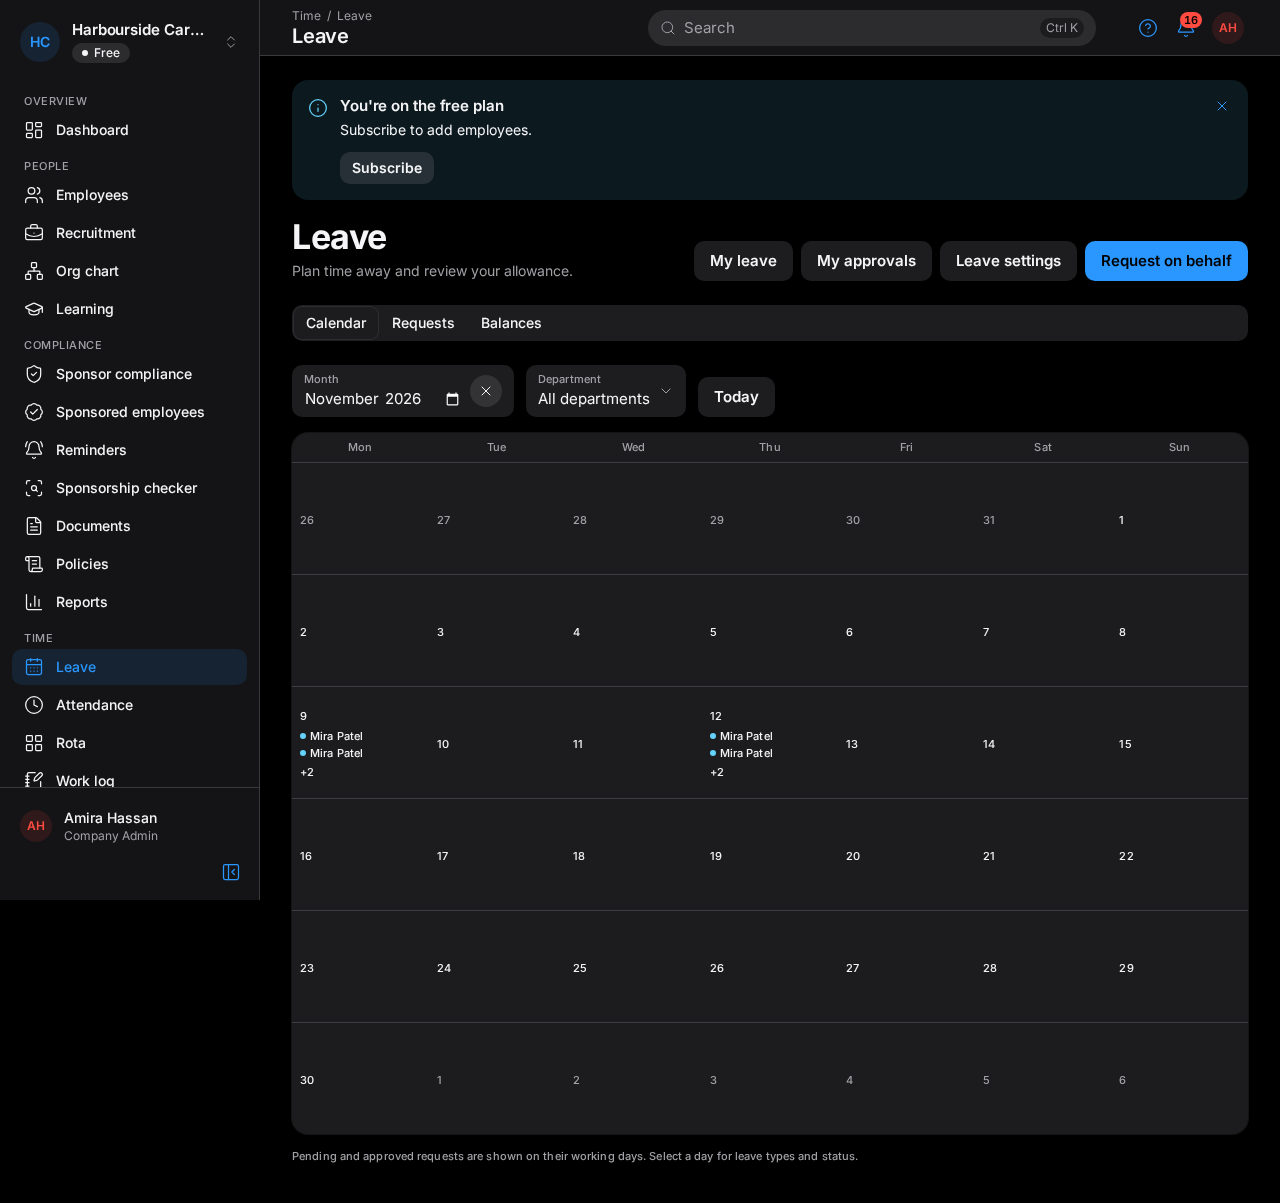 HC
Harbourside Car...
Free
OVERVIEW
Dashboard
PEOPLE
Employees
Recruitment
Org chart
Learning
COMPLIANCE
Sponsor compliance
Sponsored employees
Reminders
Sponsorship checker
Documents
Policies
Reports
TIME
Leave
Attendance
Rota
Work log
AH
Amira Hassan
Company Admin
Time / Leave
Leave
Search
Ctrl K
16
AH
You're on the free plan
Subscribe to add employees.
Subscribe
Leave
Plan time away and review your allowance.
My leave
My approvals
Leave settings
Request on behalf
Calendar
Requests
Balances
Month
November 2026
Department
All departments
Today
Mon Tue Wed Thu Fri Sat Sun
26 27 28 29 30 31 1
2 3 4 5 6 7 8
9
Mira Patel
Mira Patel
+2
10 11
12
Mira Patel
Mira Patel
+2
13 14 15
16 17 18 19 20 21 22
23 24 25 26 27 28 29
30 1 2 3 4 5 6
Pending and approved requests are shown on their working days. Select a day for leave types and status.